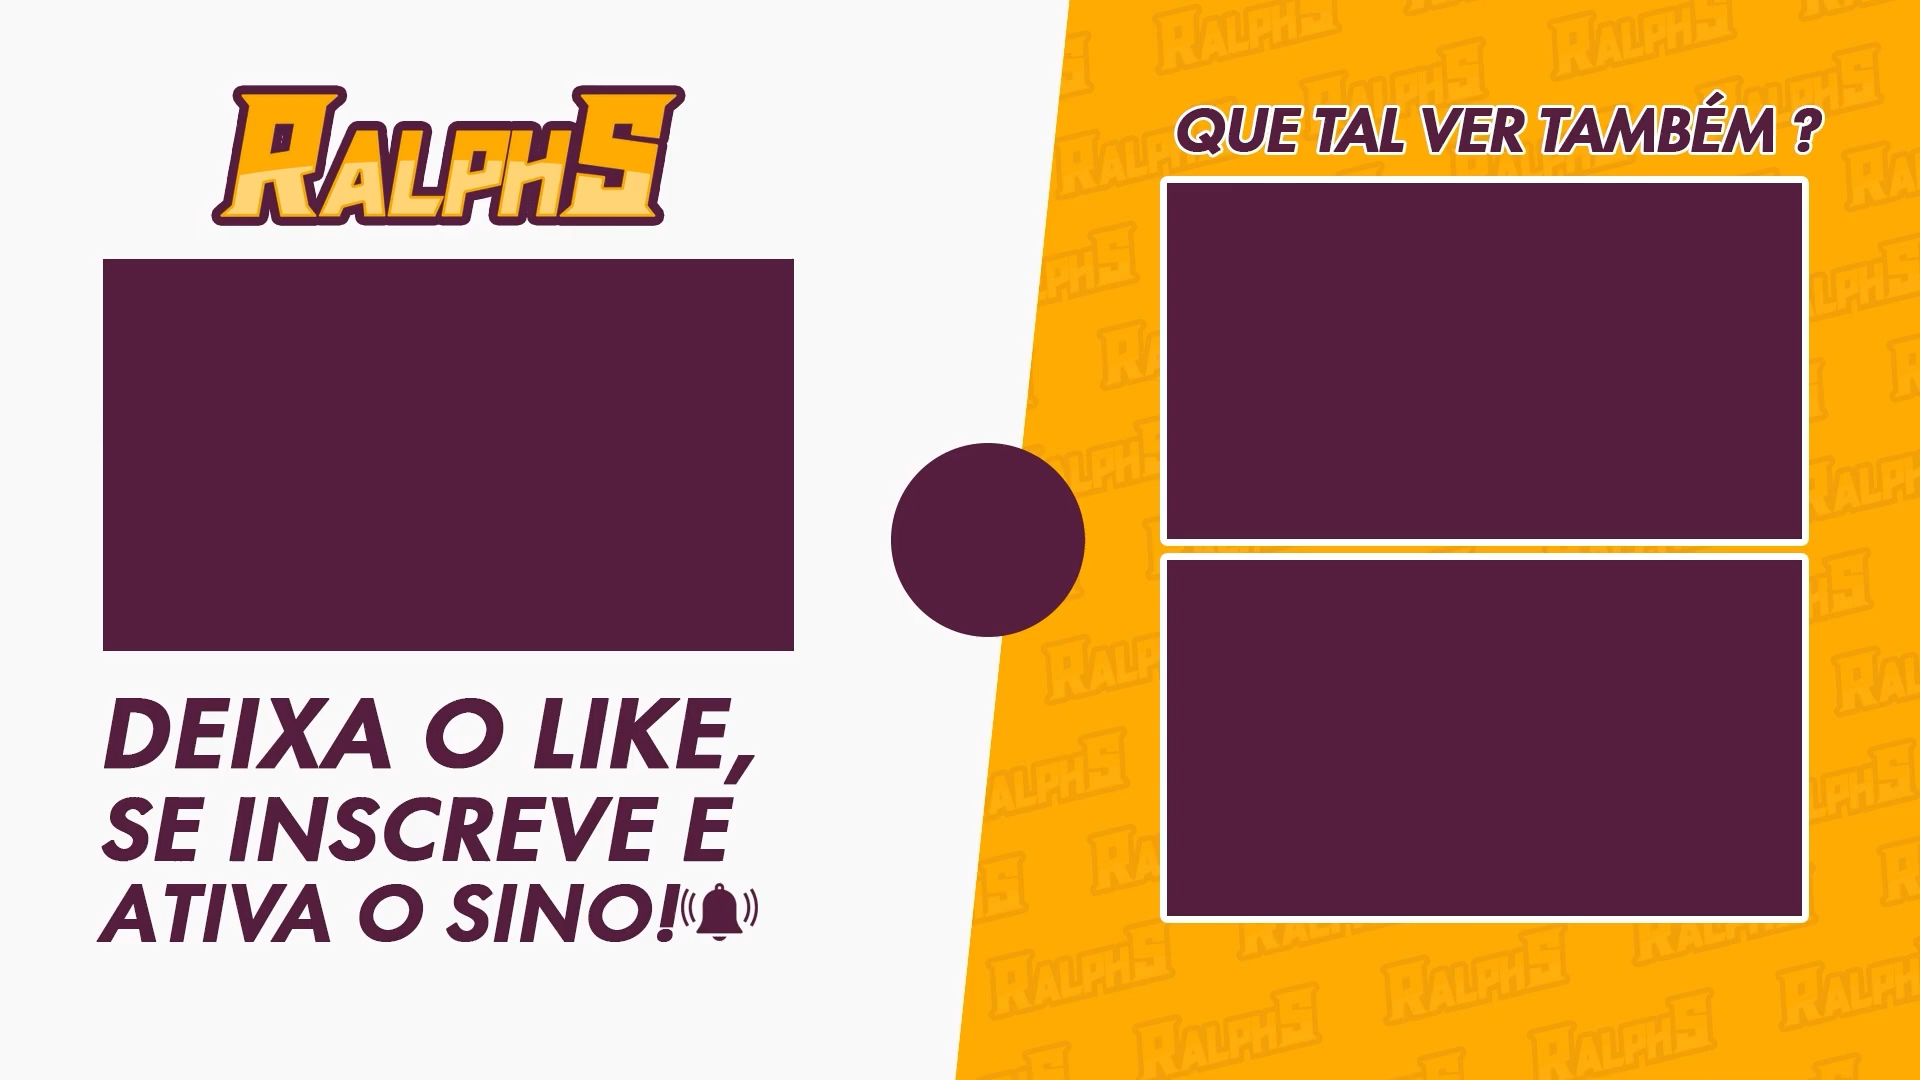 RALPHS
DEIXA O LIKE,
SE INSCREVE E
ATIVA O SINO!
QUE TAL VER TAMBÉM ?